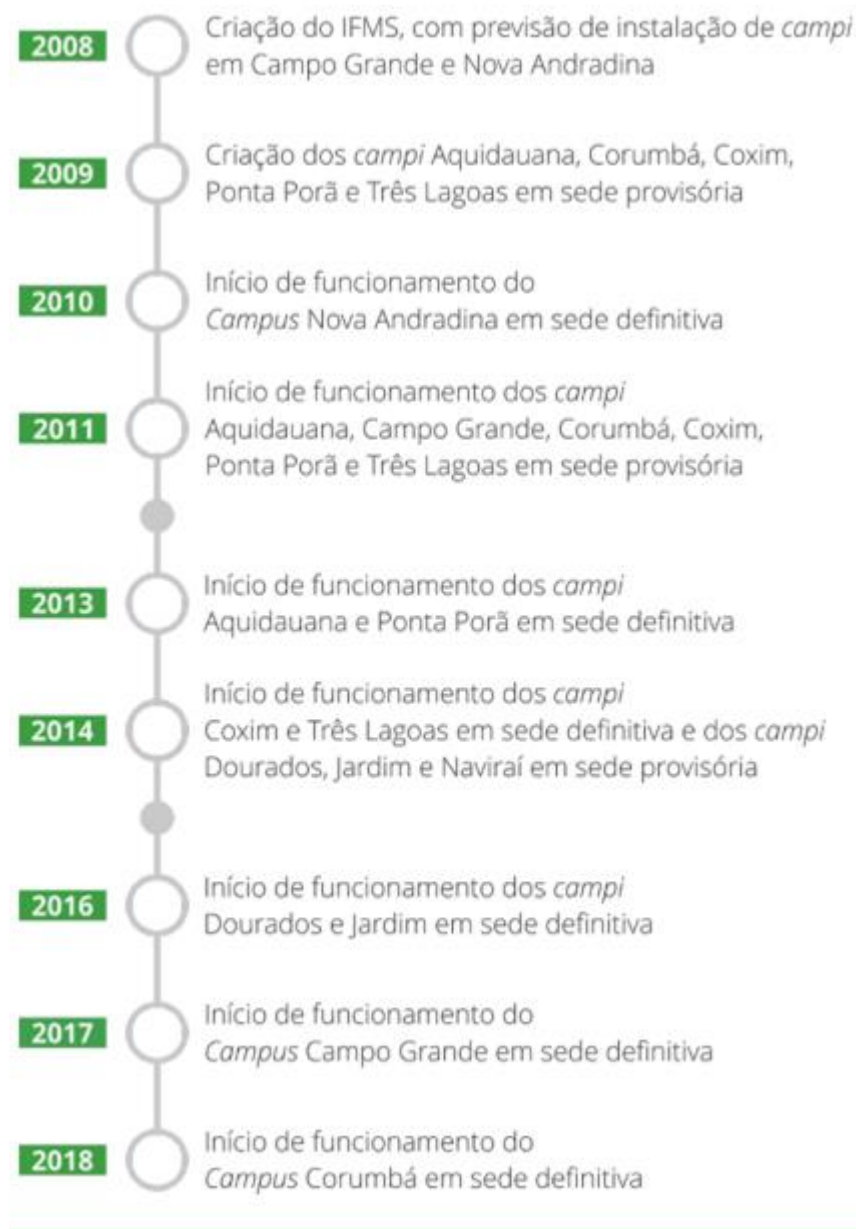 2008
Criação do IFMS, com previsão de instalação de campi
em Campo Grande e Nova Andradina
2009
Criação dos campi Aquidauana, Corumbá, Coxim,
Ponta Porã e Três Lagoas em sede provisória
2010
Início de funcionamento do
Campus Nova Andradina em sede definitiva
2011
Início de funcionamento dos campi
Aquidauana, Campo Grande, Corumbá, Coxim,
Ponta Porã e Três Lagoas em sede provisória
2013
Início de funcionamento dos campi
Aquidauana e Ponta Porã em sede definitiva
2014
Início de funcionamento dos campi
Coxim e Três Lagoas em sede definitiva e dos campi
Dourados, Jardim e Naviraí em sede provisória
2016
Início de funcionamento dos campi
Dourados e Jardim em sede definitiva
2017
Início de funcionamento do
Campus Campo Grande em sede definitiva
2018
Início de funcionamento do
Campus Corumbá em sede definitiva